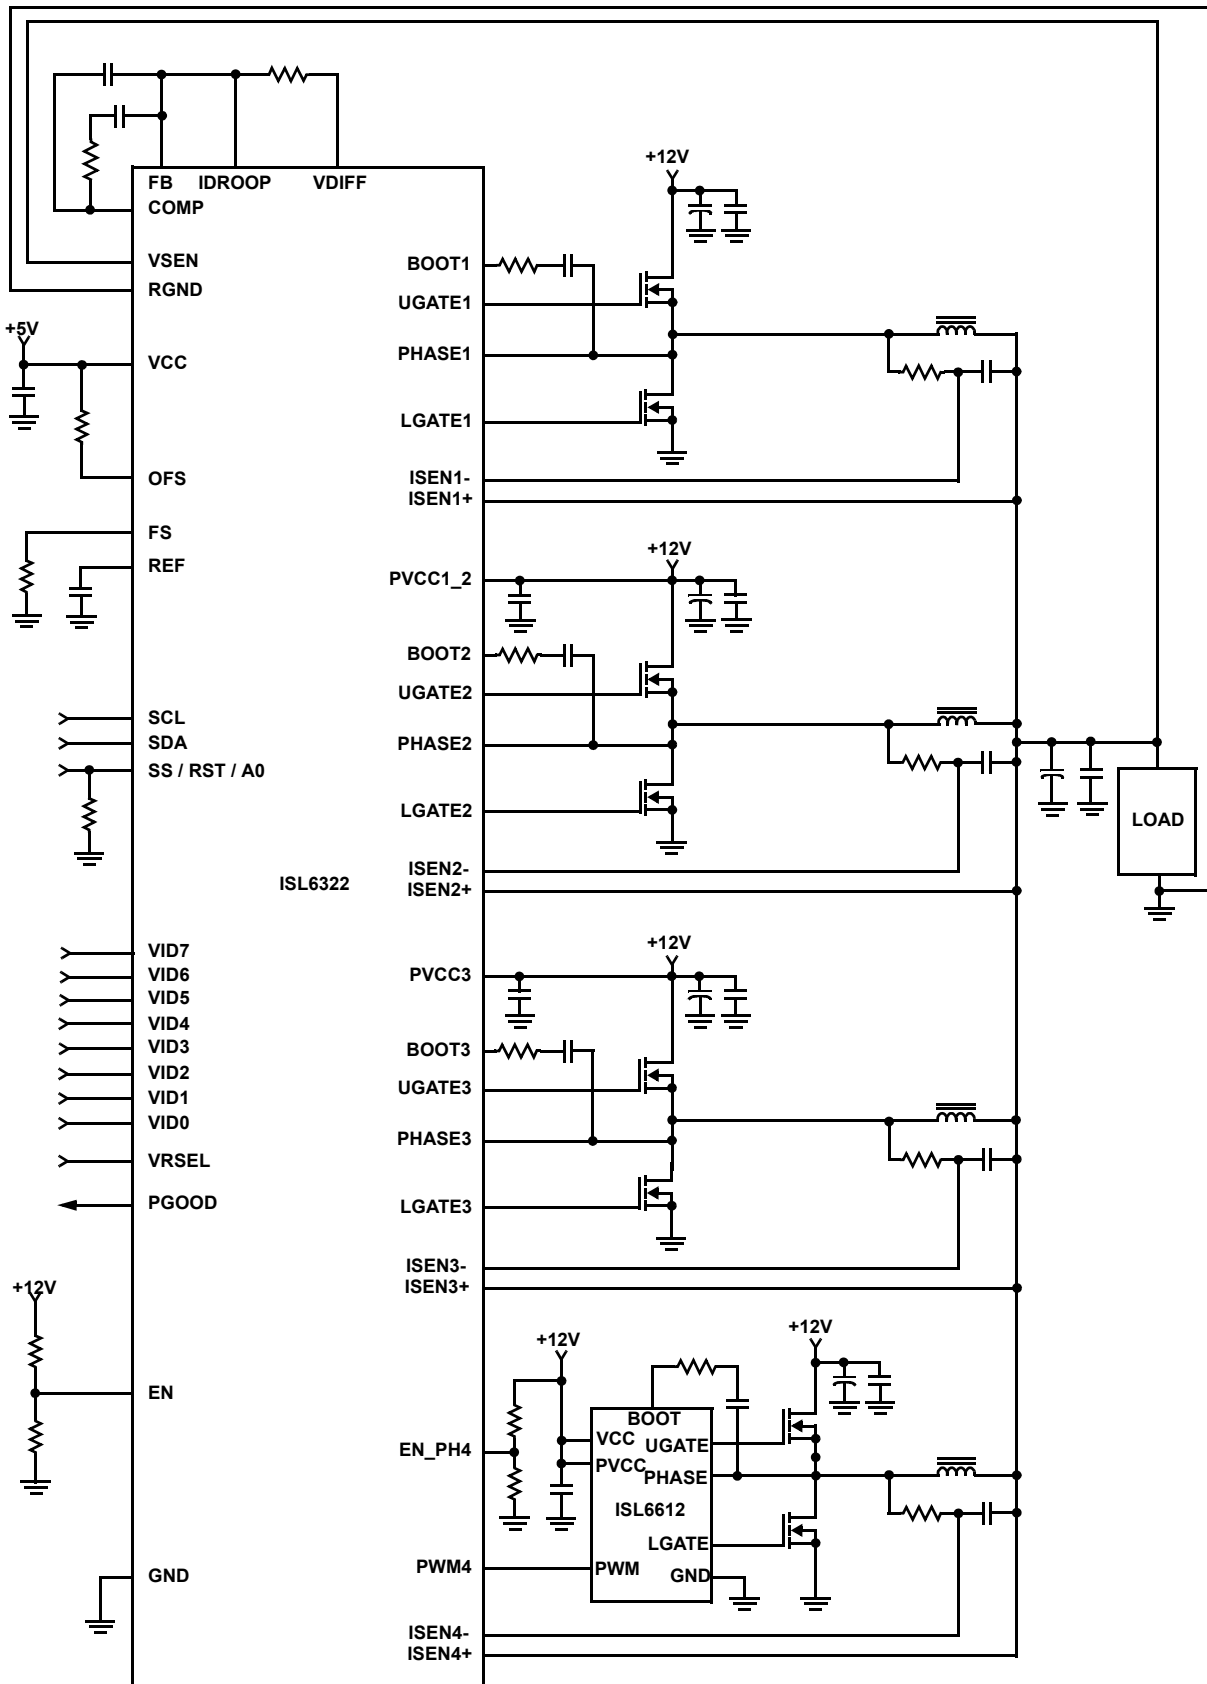 FB IDROOP VDIFF
COMP
VSEN
RGND
+5V
VCC
OFS
FS
REF
SCL
SDA
SS / RST / A0
ISL6322
VID7
VID6
VID5
VID4
VID3
VID2
VID1
VID0
VRSEL
PGOOD
+12V
EN
GND
+12V
BOOT1
UGATE1
PHASE1
LGATE1
ISEN1-
ISEN1+
+12V
PVCC1_2
BOOT2
UGATE2
PHASE2
LGATE2
ISEN2-
ISEN2+
LOAD
+12V
PVCC3
BOOT3
UGATE3
PHASE3
LGATE3
ISEN3-
ISEN3+
+12V
+12V
EN_PH4
BOOT
VCC
UGATE
PVCC
PHASE
ISL6612
LGATE
PWM4
PWM
GND
ISEN4-
ISEN4+